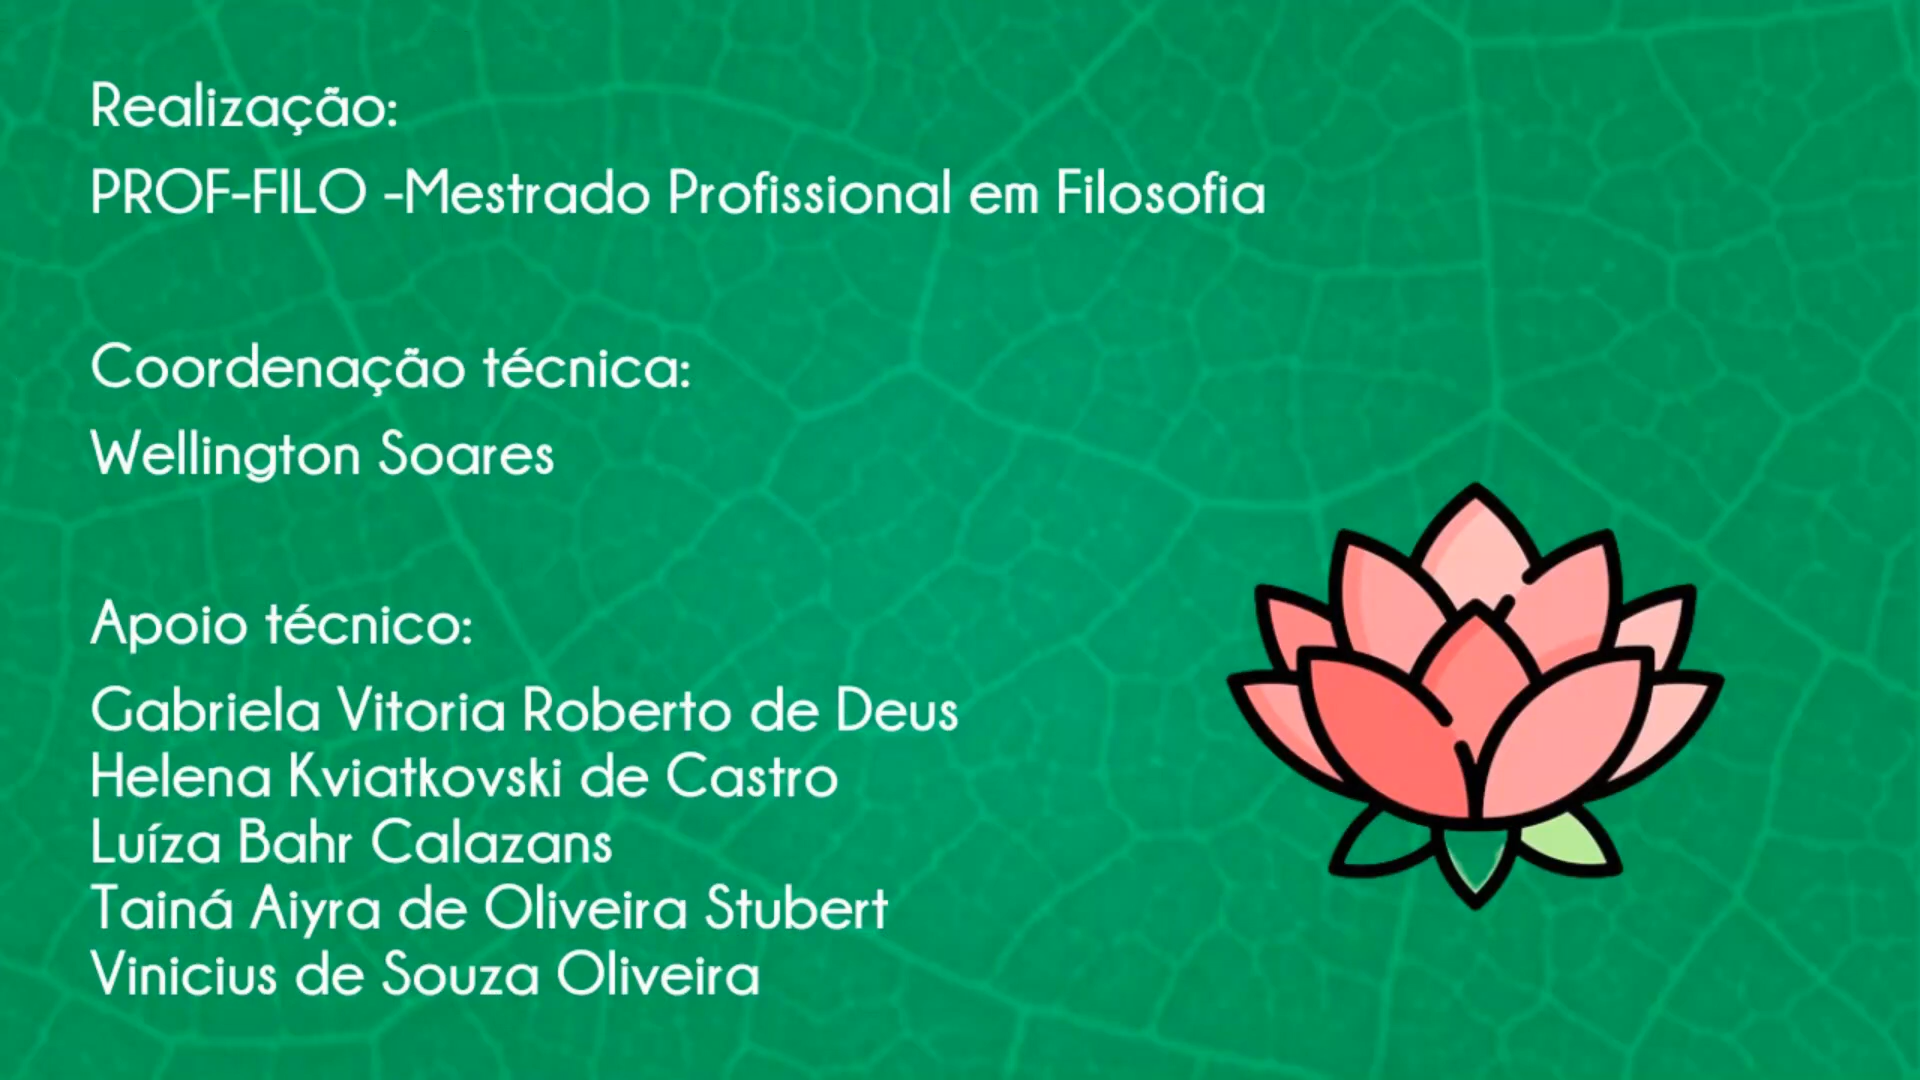 Realização:
PROF-FILO -Mestrado Profissional em Filosofia
Coordenação técnica:
Wellington Soares
Apoio técnico:
Gabriela Vitoria Roberto de Deus
Helena Kviatkovski de Castro
Luíza Bahr Calazans
Tainá Aiyra de Oliveira Stubert
Vinicius de Souza Oliveira